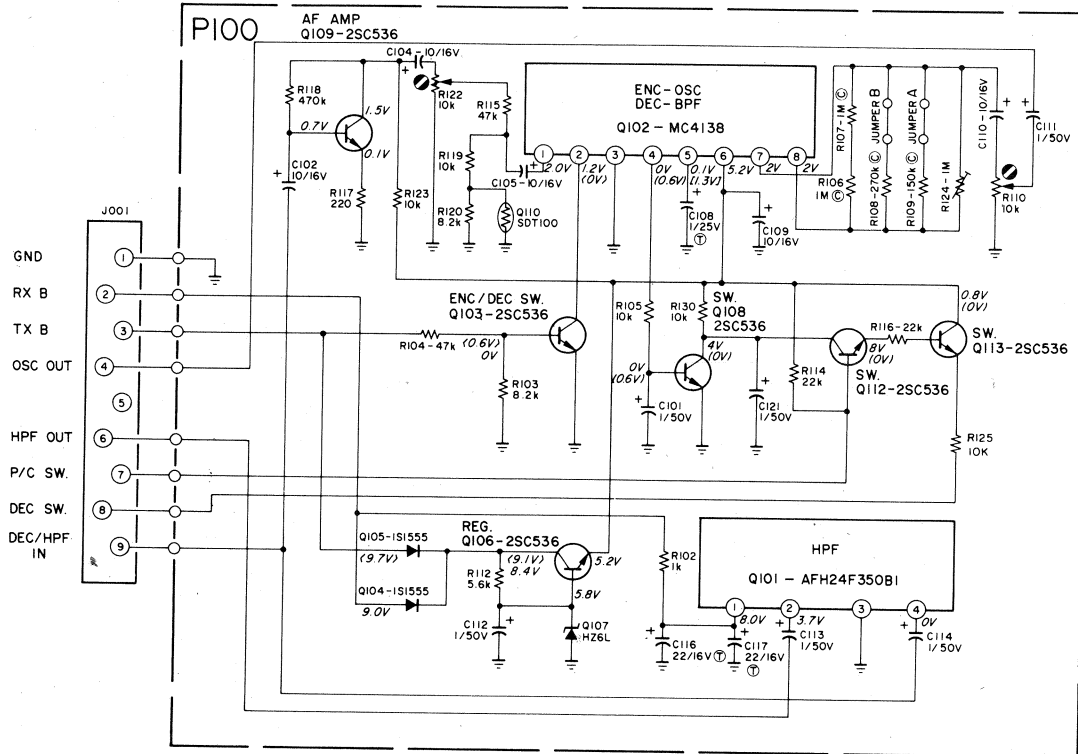 P100
AF AMP
Q109-2SC536
C104-10/16V
+
R118
470k
1.5V
0.7V
0.1V
C102
10/16V
+
R117
220
R122
10k
R115
47k
R119
10k
R123
10k
R120
8.2k
C105-10/16V
+
Q110
SDT100
ENC-OSC
DEC-BPF
Q102-MC4138
1
2
3
4
5
6
7
8
2.0V
1.2V
(0V)
0V
(0.6V)
0.1V
[1.3V]
5.2V
2V
2V
+
C108
1/25V
T
+
C109
10/16V
R107-1M C
R106
1M C
R108-270k C JUMPER B
R109-150k C JUMPER A
R124-1M
C110-10/16V
+
+
C111
1/50V
R110
10k
J001
GND
1
RX B
2
TX B
3
OSC OUT
4
5
HPF OUT
6
P/C SW.
7
DEC SW.
8
DEC/HPF
IN
9
ENC/DEC SW.
Q103-2SC536
R104-47k
(0.6V)
0V
R103
8.2k
R105
10k
R130
10k
SW.
Q108
2SC536
4V
(0V)
0V
(0.6V)
+
C101
1/50V
+
C121
1/50V
R114
22k
8V
(0V)
SW.
Q112-2SC536
R116-22k
0.8V
(0V)
SW.
Q113-2SC536
R125
10K
Q105-1S1555
(9.7V)
Q104-1S1555
9.0V
REG.
Q106-2SC536
(9.1V)
8.4V
5.2V
R112
5.6k
5.8V
C112
1/50V
+
Q107
HZ6L
R102
1k
HPF
Q101-AFH24F350B1
1
2
3
4
8.0V
3.7V
0V
+
C116
22/16V T
+
C117
22/16V
T
+
C113
1/50V
+
C114
1/50V